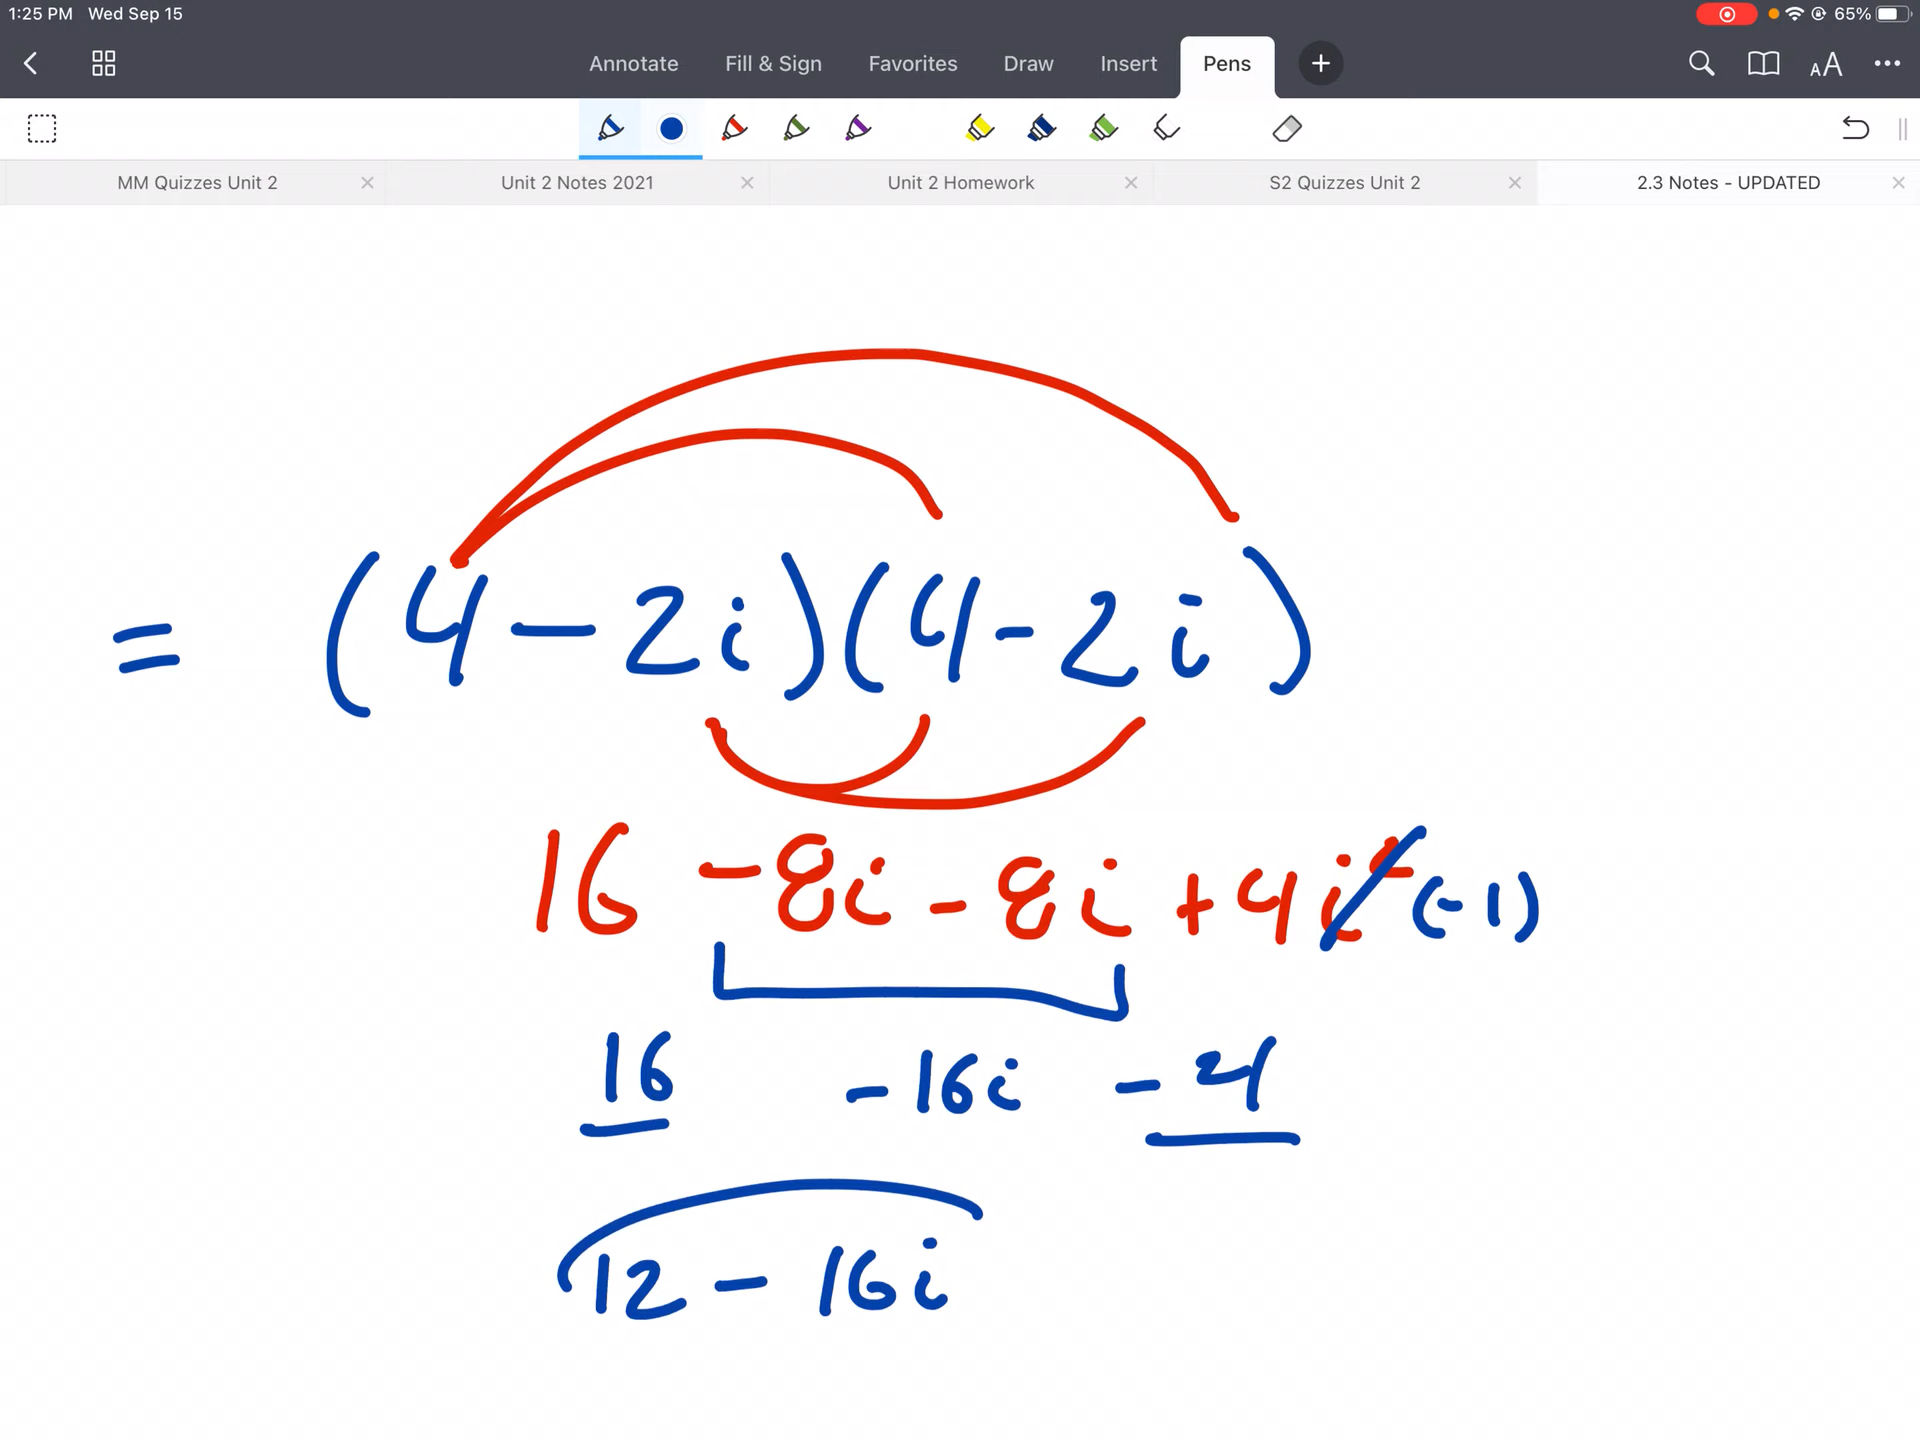 1:25 PM Wed Sep 15 65%
Annotate Fill & Sign Favorites Draw Insert Pens
AA
MM Quizzes Unit 2 Unit 2 Notes 2021 Unit 2 Homework S2 Quizzes Unit 2 2.3 Notes - UPDATED
= (4-2i)(4-2i)
16 -8i -8i +4i² (-1)
16 -16i -4
12 - 16i